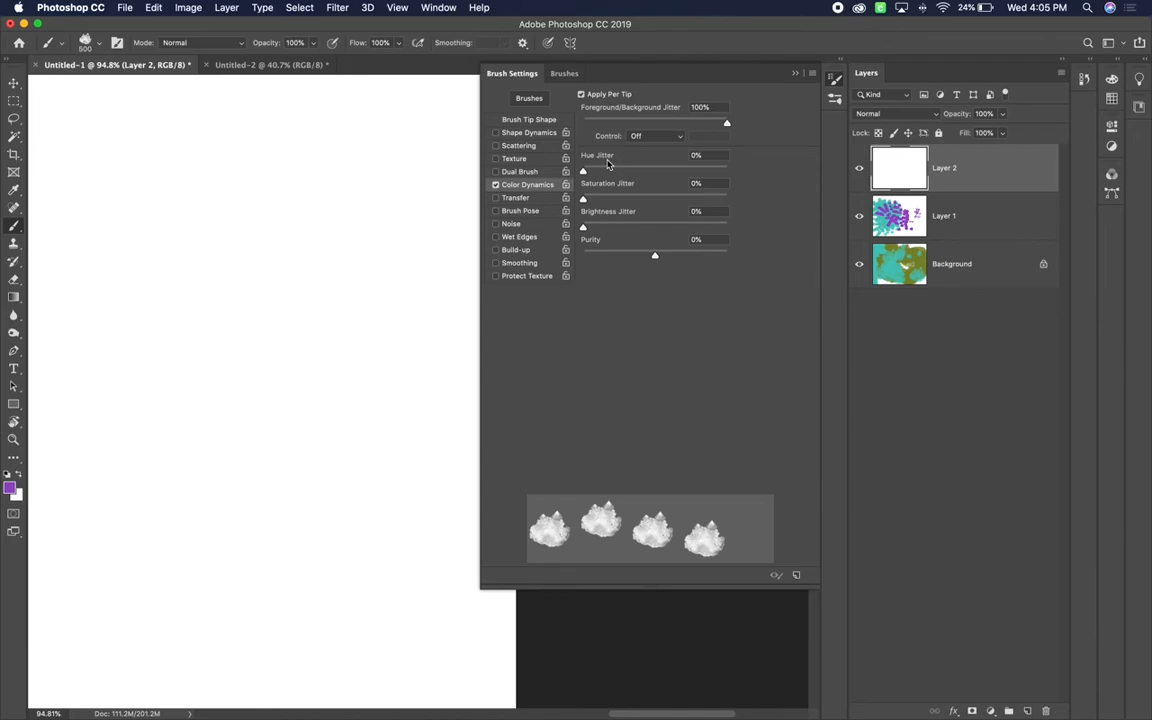 Photoshop CC File Edit Image Layer Type Select Filter 3D View Window Help 24% Wed 4:05 PM
Adobe Photoshop CC 2019
500 Mode: Normal Opacity: 100% Flow: 100% Smoothing:
Untitled-1 @ 94.8% (Layer 2, RGB/8) * Untitled-2 @ 40.7% (RGB/8) *
Brush Settings Brushes
Brushes
Brush Tip Shape
Shape Dynamics
Scattering
Texture
Dual Brush
Color Dynamics
Transfer
Brush Pose
Noise
Wet Edges
Build-up
Smoothing
Protect Texture
Apply Per Tip
Foreground/Background Jitter 100%
Control: Off
Hue Jitter 0%
Saturation Jitter 0%
Brightness Jitter 0%
Purity 0%
Layers
Kind
Normal Opacity: 100%
Lock: Fill: 100%
Layer 2
Layer 1
Background
94.81% Doc: 111.2M/201.2M